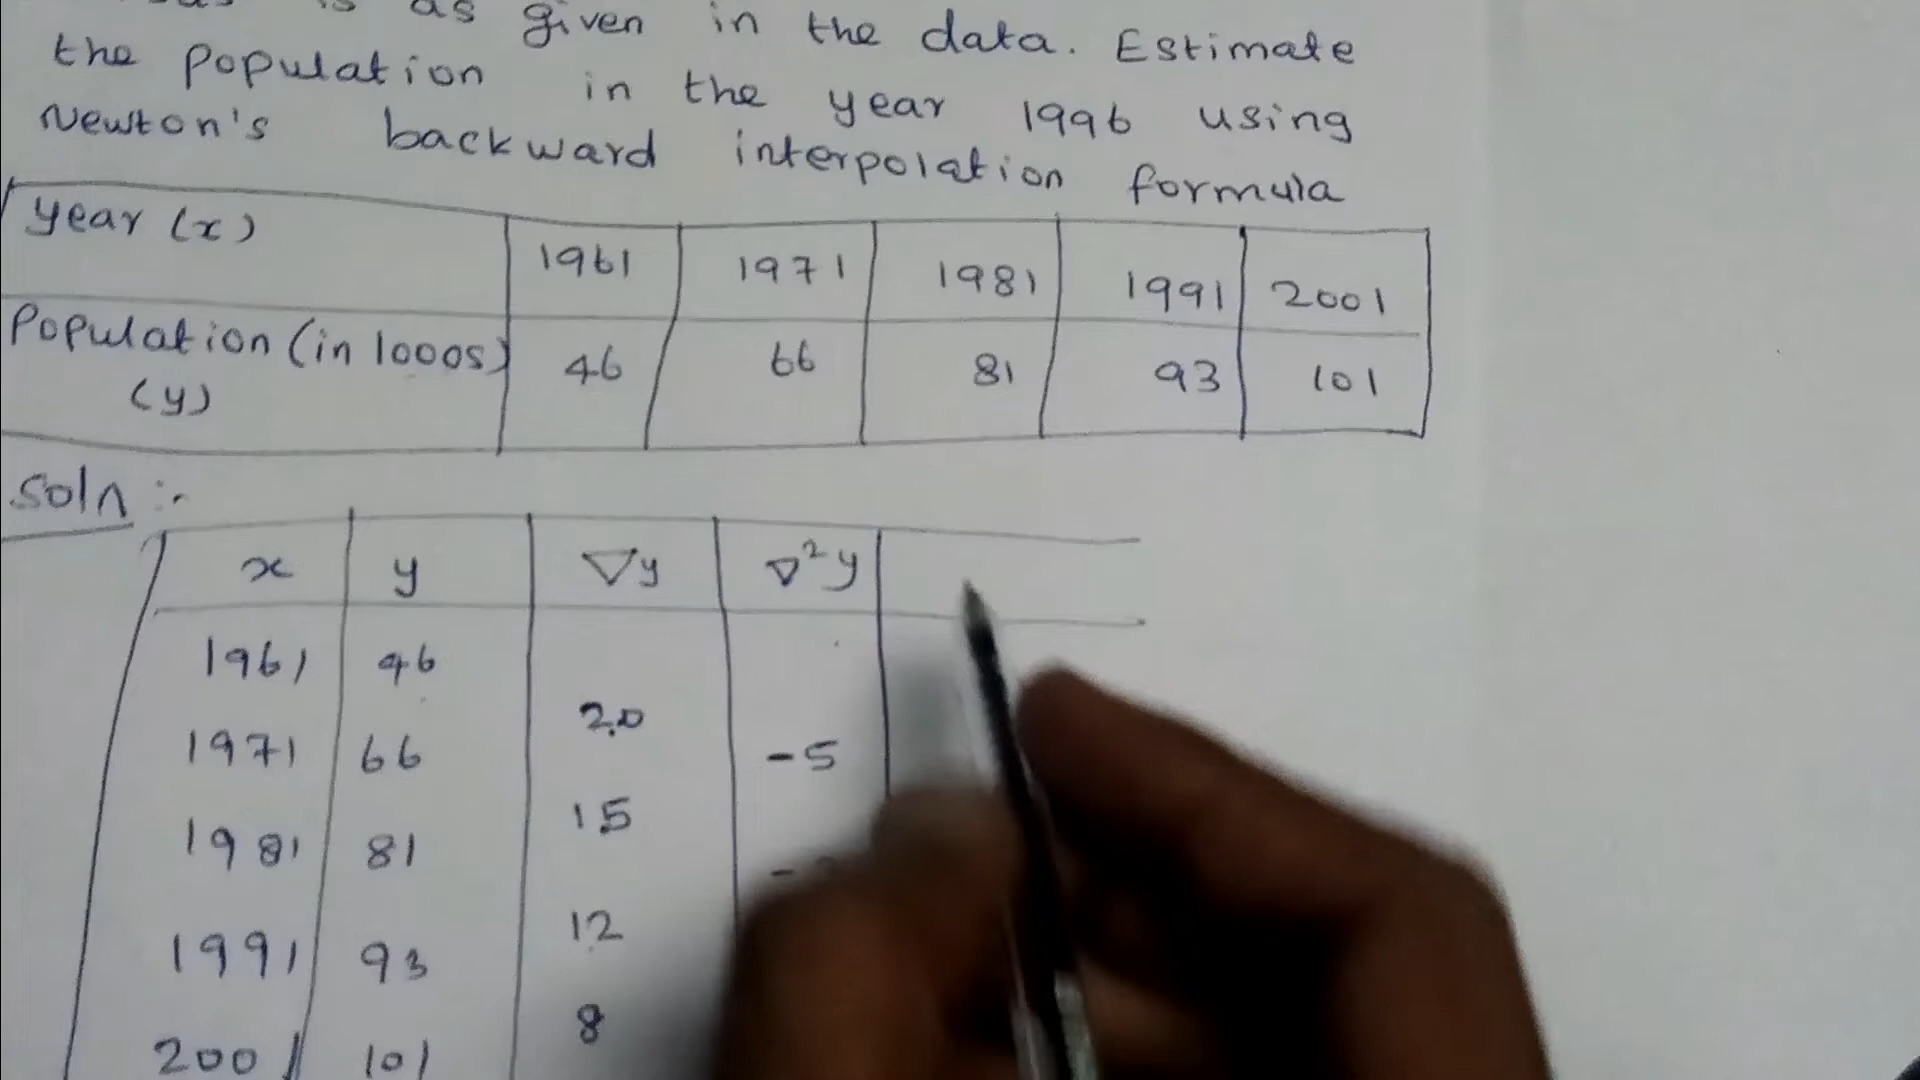 is as given in the data. Estimate
the population in the year 1996 using
Newton's backward interpolation formula
year (x) 1961 1971 1981 1991 2001
Population (in 1000s) (y) 46 66 81 93 101
Soln :-
x y ▽y ▽²y
1961 46
20
1971 66 -5
15
1981 81
12
1991 93
8
2001 101